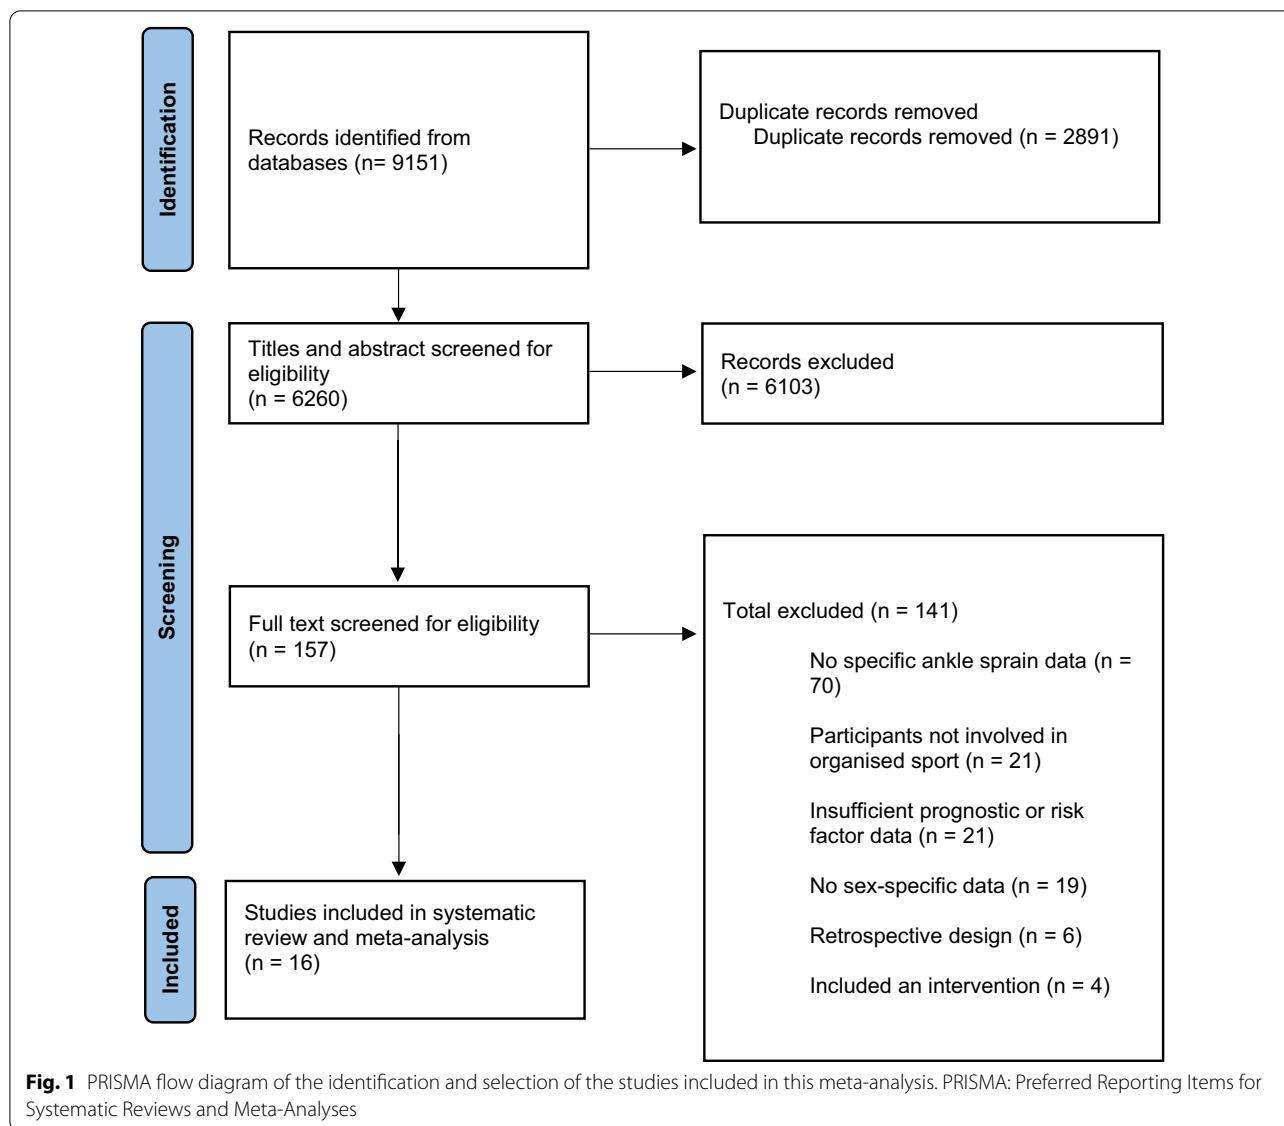 Identification
Records identified from
databases (n= 9151)
Duplicate records removed
Duplicate records removed (n = 2891)
Screening
Titles and abstract screened for
eligibility
(n = 6260)
Records excluded
(n = 6103)
Full text screened for eligibility
(n = 157)
Total excluded (n = 141)
No specific ankle sprain data (n =
70)
Participants not involved in
organised sport (n = 21)
Insufficient prognostic or risk
factor data (n = 21)
No sex-specific data (n = 19)
Retrospective design (n = 6)
Included an intervention (n = 4)
Included
Studies included in systematic
review and meta-analysis
(n = 16)
Fig. 1 PRISMA flow diagram of the identification and selection of the studies included in this meta-analysis. PRISMA: Preferred Reporting Items for
Systematic Reviews and Meta-Analyses